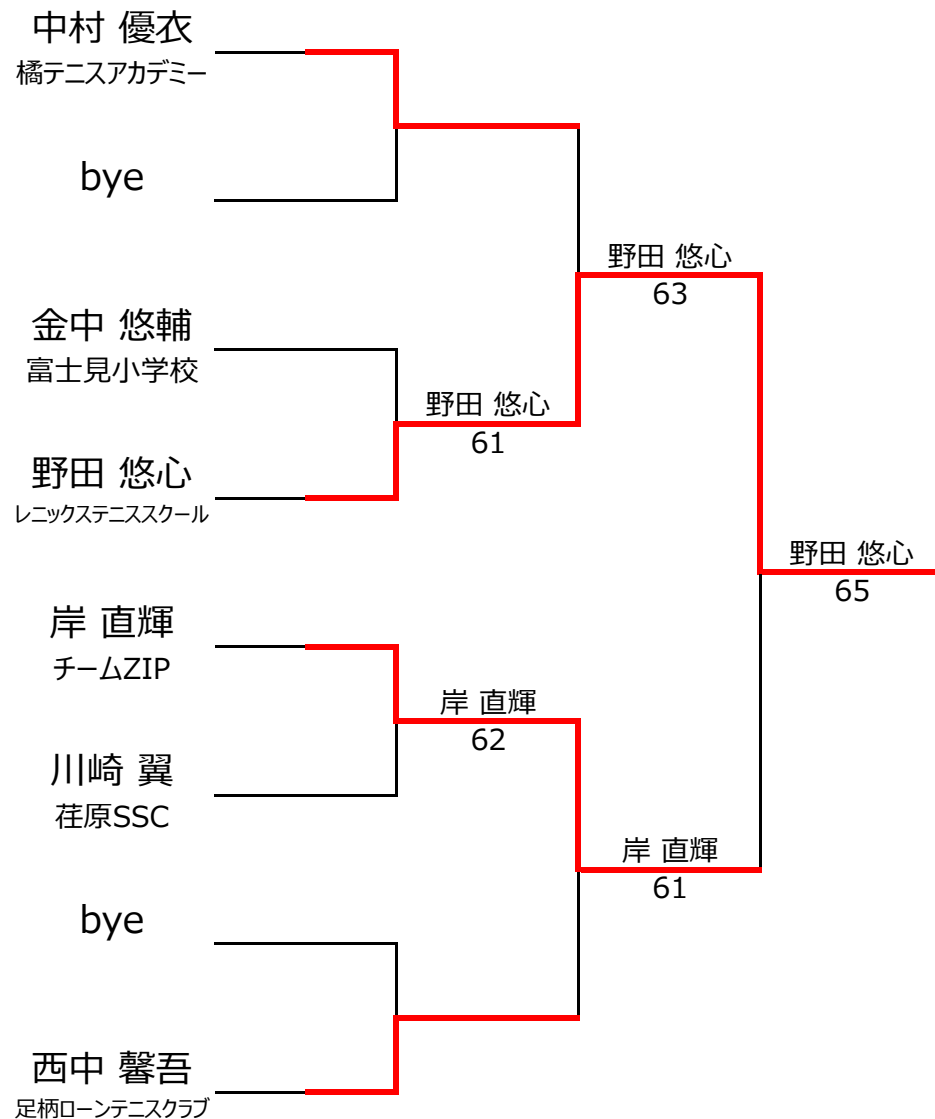 中村 優衣
橘テニスアカデミー
bye
金中 悠輔
富士見小学校
野田 悠心
レニックステニススクール
岸 直輝
チームZIP
川崎 翼
荏原SSC
bye
西中 馨吾
足柄ローンテニスクラブ
野田 悠心
61
岸 直輝
62
野田 悠心
63
岸 直輝
61
野田 悠心
65